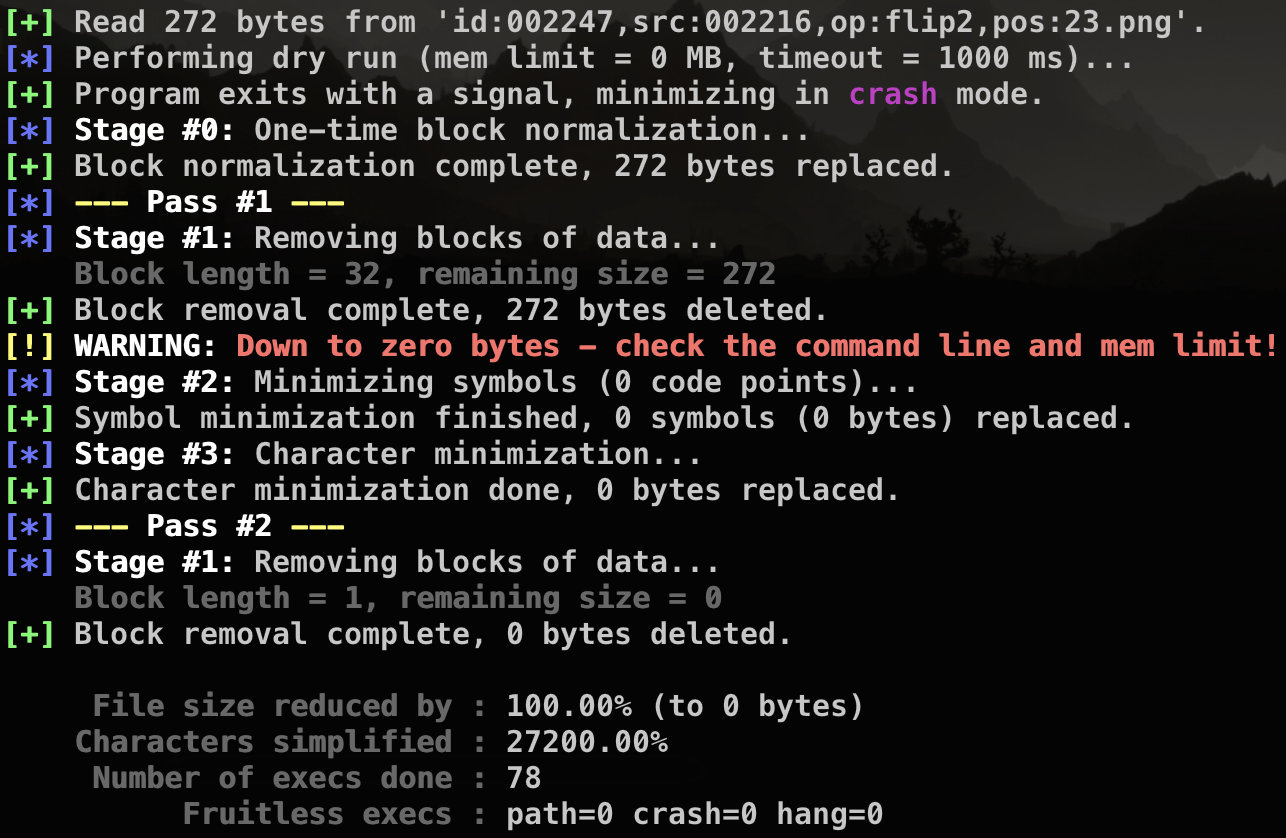 [+] Read 272 bytes from 'id:002247,src:002216,op:flip2,pos:23.png'.
[*] Performing dry run (mem limit = 0 MB, timeout = 1000 ms)...
[+] Program exits with a signal, minimizing in crash mode.
[*] Stage #0: One-time block normalization...
[+] Block normalization complete, 272 bytes replaced.
[*] --- Pass #1 ---
[*] Stage #1: Removing blocks of data...
Block length = 32, remaining size = 272
[+] Block removal complete, 272 bytes deleted.
[!] WARNING: Down to zero bytes - check the command line and mem limit!
[*] Stage #2: Minimizing symbols (0 code points)...
[+] Symbol minimization finished, 0 symbols (0 bytes) replaced.
[*] Stage #3: Character minimization...
[+] Character minimization done, 0 bytes replaced.
[*] --- Pass #2 ---
[*] Stage #1: Removing blocks of data...
Block length = 1, remaining size = 0
[+] Block removal complete, 0 bytes deleted.
File size reduced by : 100.00% (to 0 bytes)
Characters simplified : 27200.00%
Number of execs done : 78
Fruitless execs : path=0 crash=0 hang=0